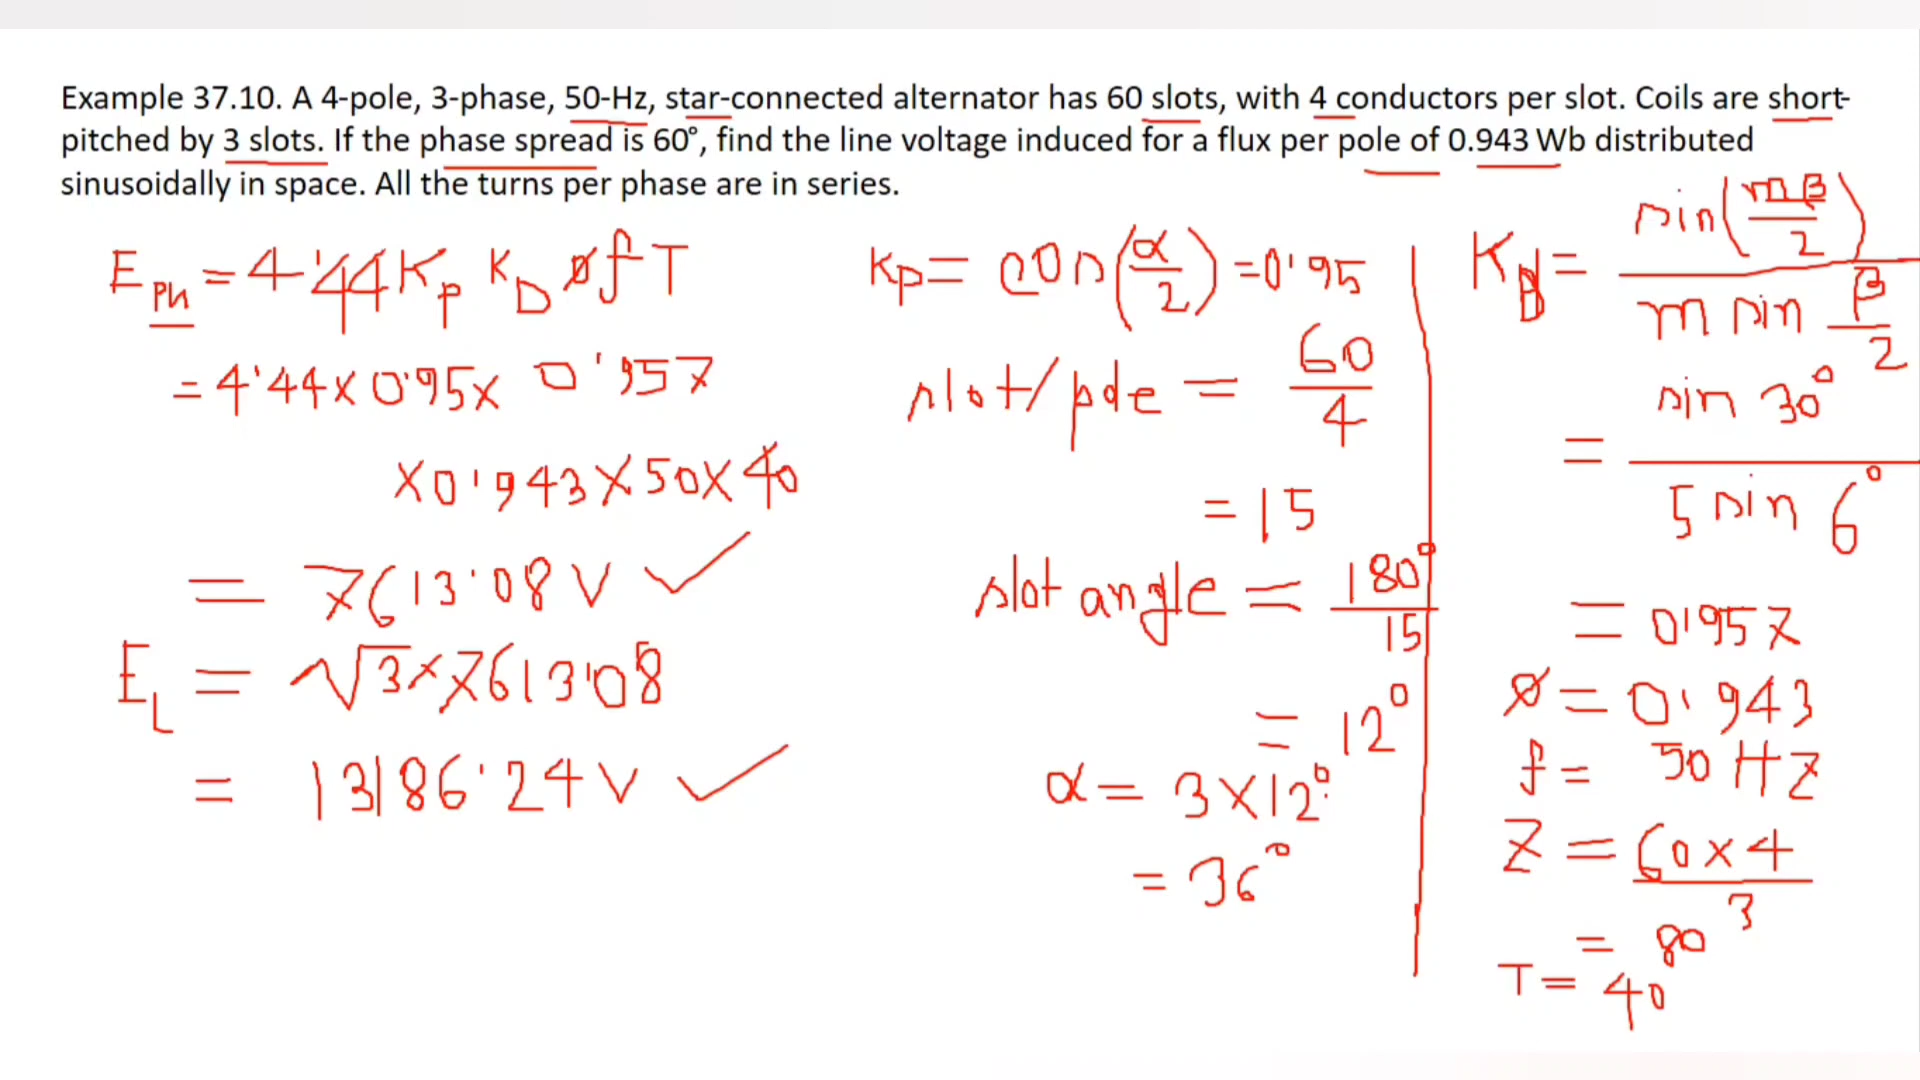 Example 37.10. A 4-pole, 3-phase, 50-Hz, star-connected alternator has 60 slots, with 4 conductors per slot. Coils are short-
pitched by 3 slots. If the phase spread is 60°, find the line voltage induced for a flux per pole of 0.943 Wb distributed
sinusoidally in space. All the turns per phase are in series.
E_Ph = 4.44 K_p K_D ø f T
= 4.44 × 0.95 × 0.957
× 0.943 × 50 × 40
= 7613.08 V ✓
E_L = √3 × 7613.08
= 13186.24 V ✓
K_p = cos(α/2) = 0.95
slot/pole = 60/4
= 15
slot angle = 180°/15
= 12°
α = 3 × 12°
= 36°
K_d = sin(mβ/2) / m sin β/2
= sin 30° / 5 sin 6°
= 0.957
ø = 0.943
f = 50 HZ
Z = 60 × 4 / 3
= 80
T = 40